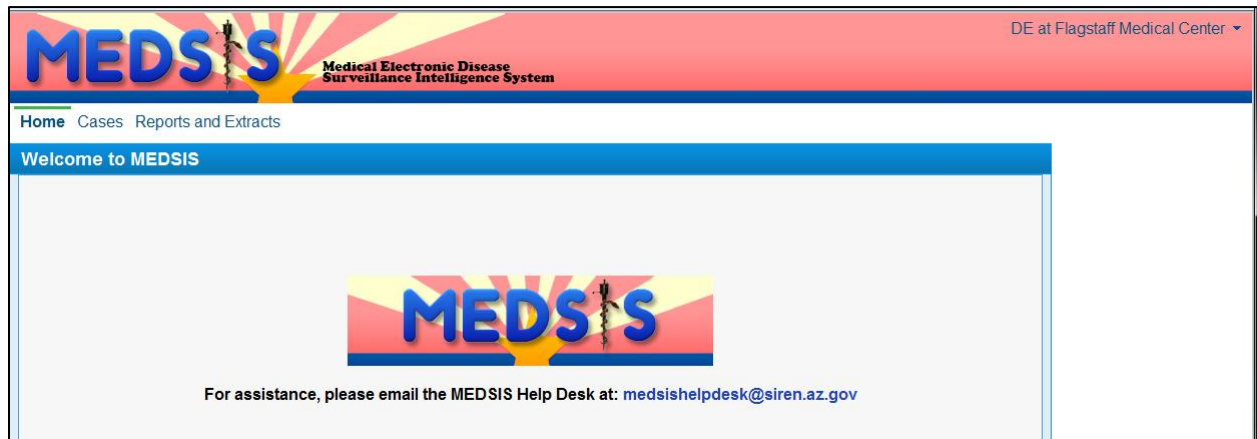 MEDSIS
Medical Electronic Disease
Surveillance Intelligence System
DE at Flagstaff Medical Center
Home Cases Reports and Extracts
Welcome to MEDSIS
MEDSIS
For assistance, please email the MEDSIS Help Desk at: medsishelpdesk@siren.az.gov